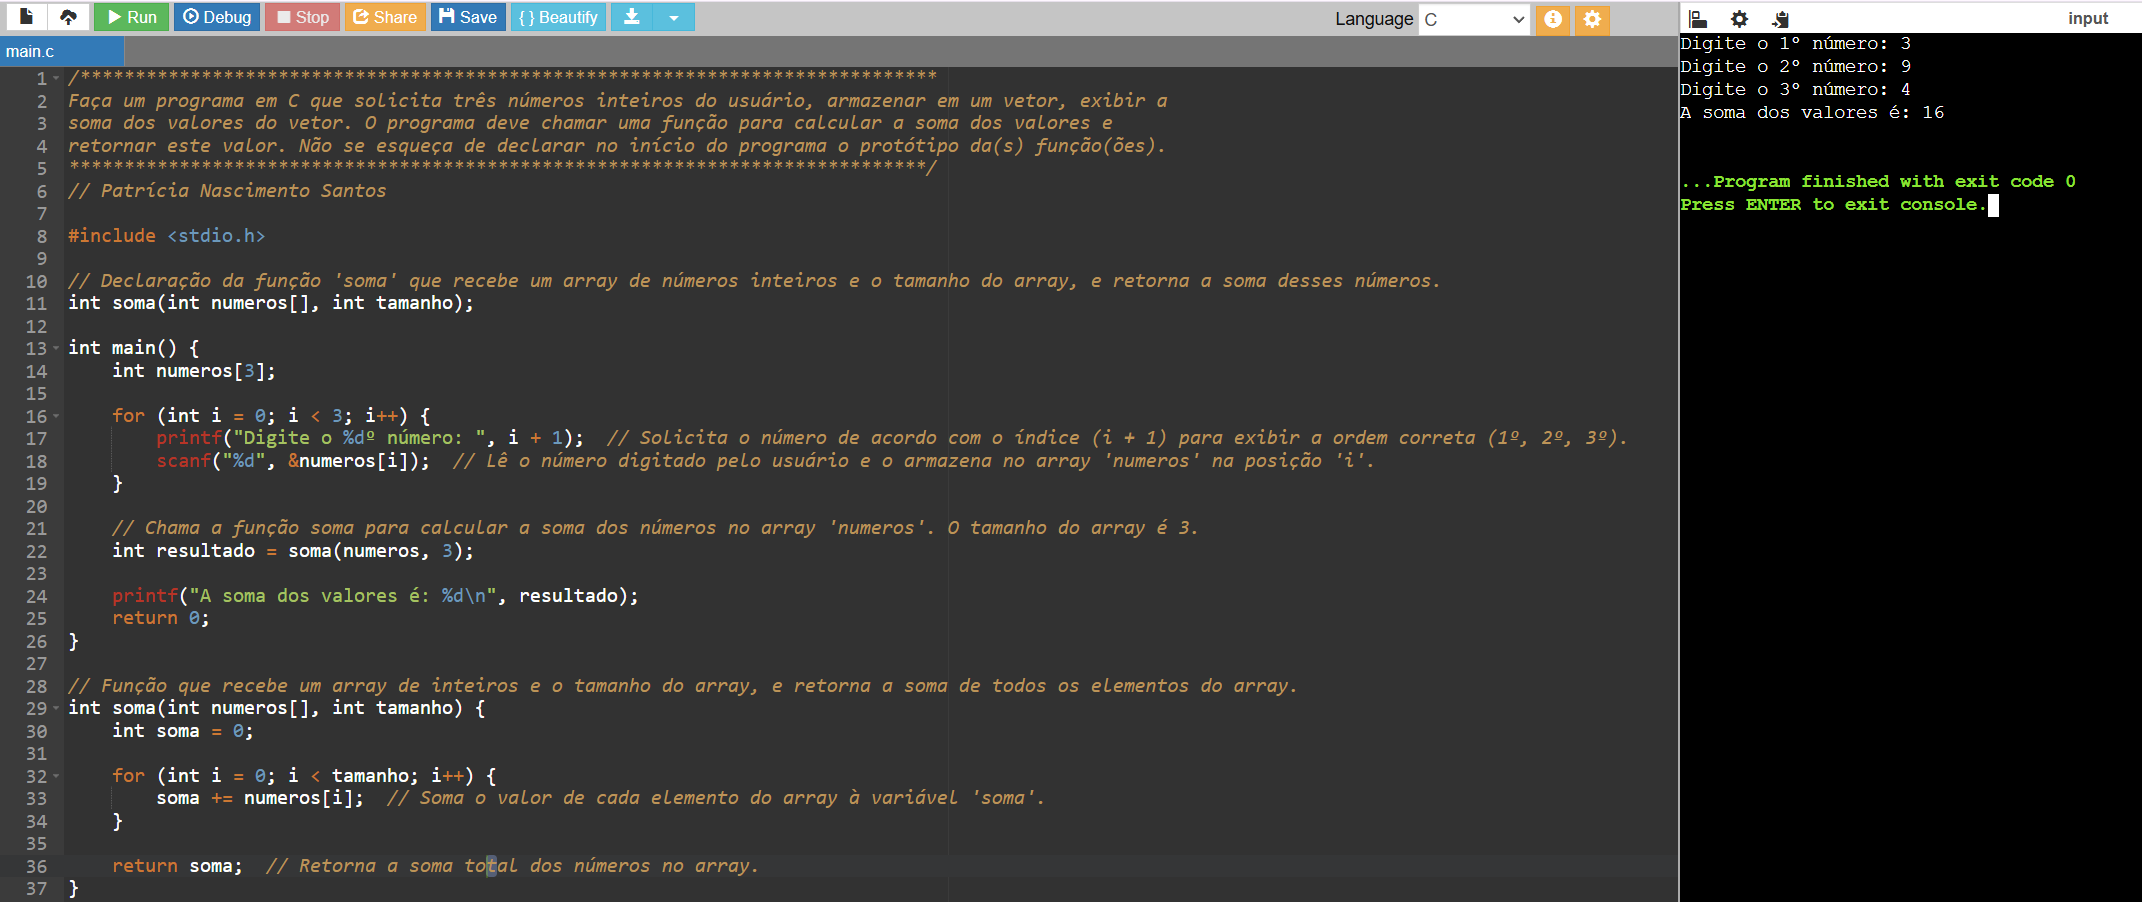 Run Debug Stop Share Save { } Beautify Language C
main.c
1 /******************************************************************************
2 Faça um programa em C que solicita três números inteiros do usuário, armazenar em um vetor, exibir a
3 soma dos valores do vetor. O programa deve chamar uma função para calcular a soma dos valores e
4 retornar este valor. Não se esqueça de declarar no início do programa o protótipo da(s) função(ões).
5 ******************************************************************************/
6 // Patrícia Nascimento Santos
7
8 #include <stdio.h>
9
10 // Declaração da função 'soma' que recebe um array de números inteiros e o tamanho do array, e retorna a soma desses números.
11 int soma(int numeros[], int tamanho);
12
13 int main() {
14     int numeros[3];
15
16     for (int i = 0; i < 3; i++) {
17         printf("Digite o %dº número: ", i + 1);  // Solicita o número de acordo com o índice (i + 1) para exibir a ordem correta (1º, 2º, 3º).
18         scanf("%d", &numeros[i]);  // Lê o número digitado pelo usuário e o armazena no array 'numeros' na posição 'i'.
19     }
20
21     // Chama a função soma para calcular a soma dos números no array 'numeros'. O tamanho do array é 3.
22     int resultado = soma(numeros, 3);
23
24     printf("A soma dos valores é: %d\n", resultado);
25     return 0;
26 }
27
28 // Função que recebe um array de inteiros e o tamanho do array, e retorna a soma de todos os elementos do array.
29 int soma(int numeros[], int tamanho) {
30     int soma = 0;
31
32     for (int i = 0; i < tamanho; i++) {
33         soma += numeros[i];  // Soma o valor de cada elemento do array à variável 'soma'.
34     }
35
36     return soma;  // Retorna a soma total dos números no array.
37 }
input
Digite o 1º número: 3
Digite o 2º número: 9
Digite o 3º número: 4
A soma dos valores é: 16
...Program finished with exit code 0
Press ENTER to exit console.